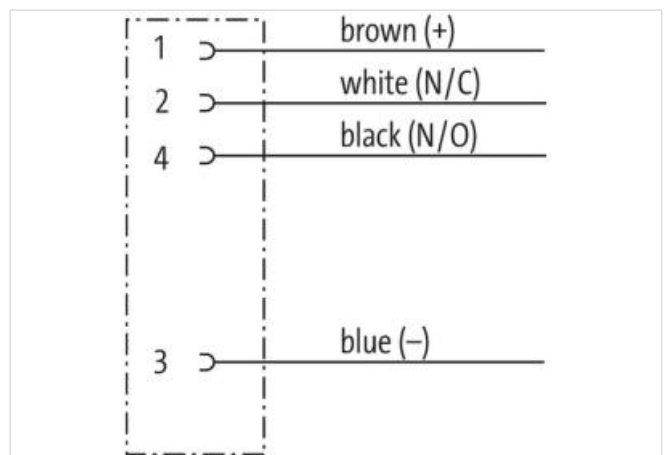 1 brown (+)
2 white (N/C)
4 black (N/O)
3 blue (–)